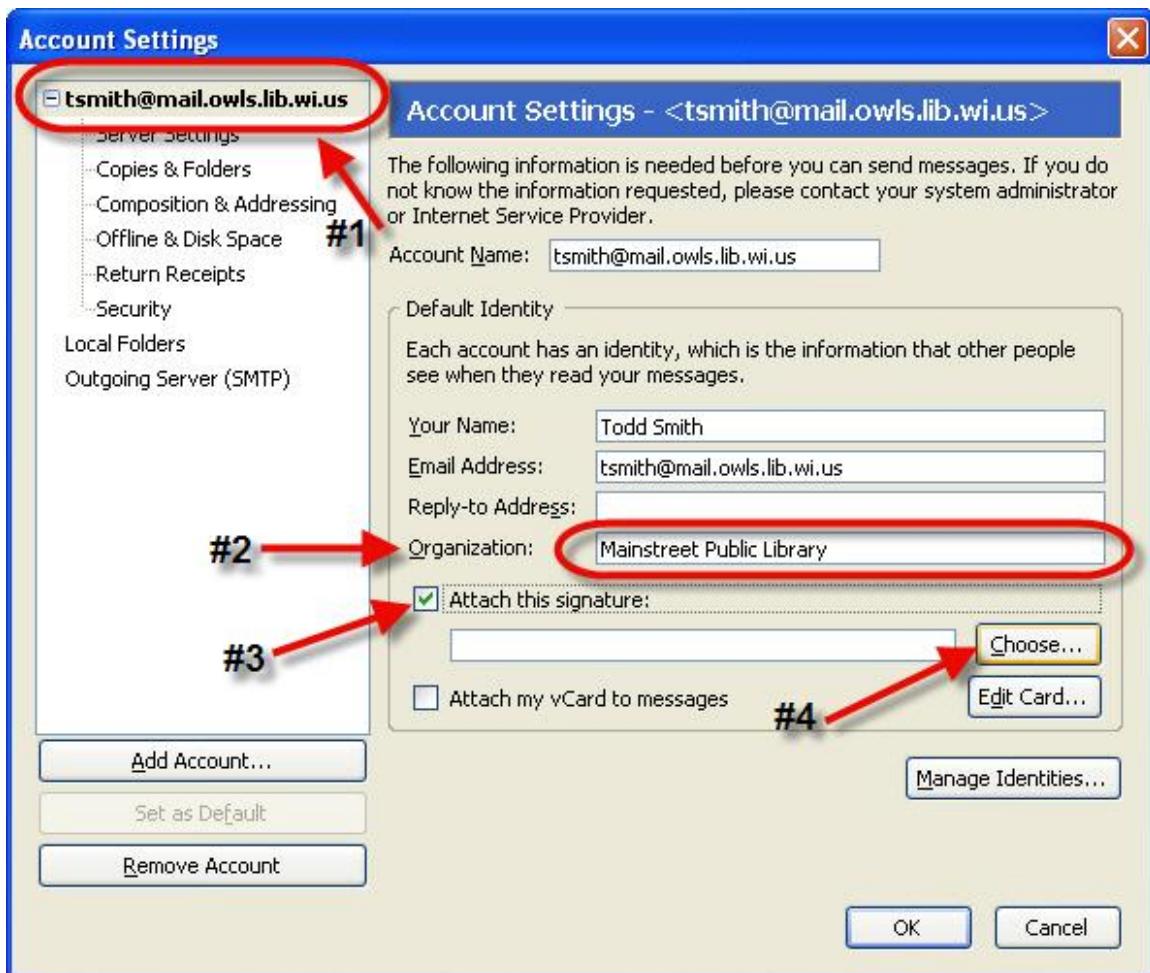 Account Settings
tsmith@mail.owls.lib.wi.us
Server Settings
Copies & Folders
Composition & Addressing
Offline & Disk Space
Return Receipts
Security
Local Folders
Outgoing Server (SMTP)
#1
Add Account...
Set as Default
Remove Account
Account Settings - <tsmith@mail.owls.lib.wi.us>
The following information is needed before you can send messages. If you do
not know the information requested, please contact your system administrator
or Internet Service Provider.
Account Name: tsmith@mail.owls.lib.wi.us
Default Identity
Each account has an identity, which is the information that other people
see when they read your messages.
Your Name: Todd Smith
Email Address: tsmith@mail.owls.lib.wi.us
Reply-to Address:
#2 Organization: Mainstreet Public Library
Attach this signature:
#3
Choose...
Attach my vCard to messages
#4
Edit Card...
Manage Identities...
OK Cancel